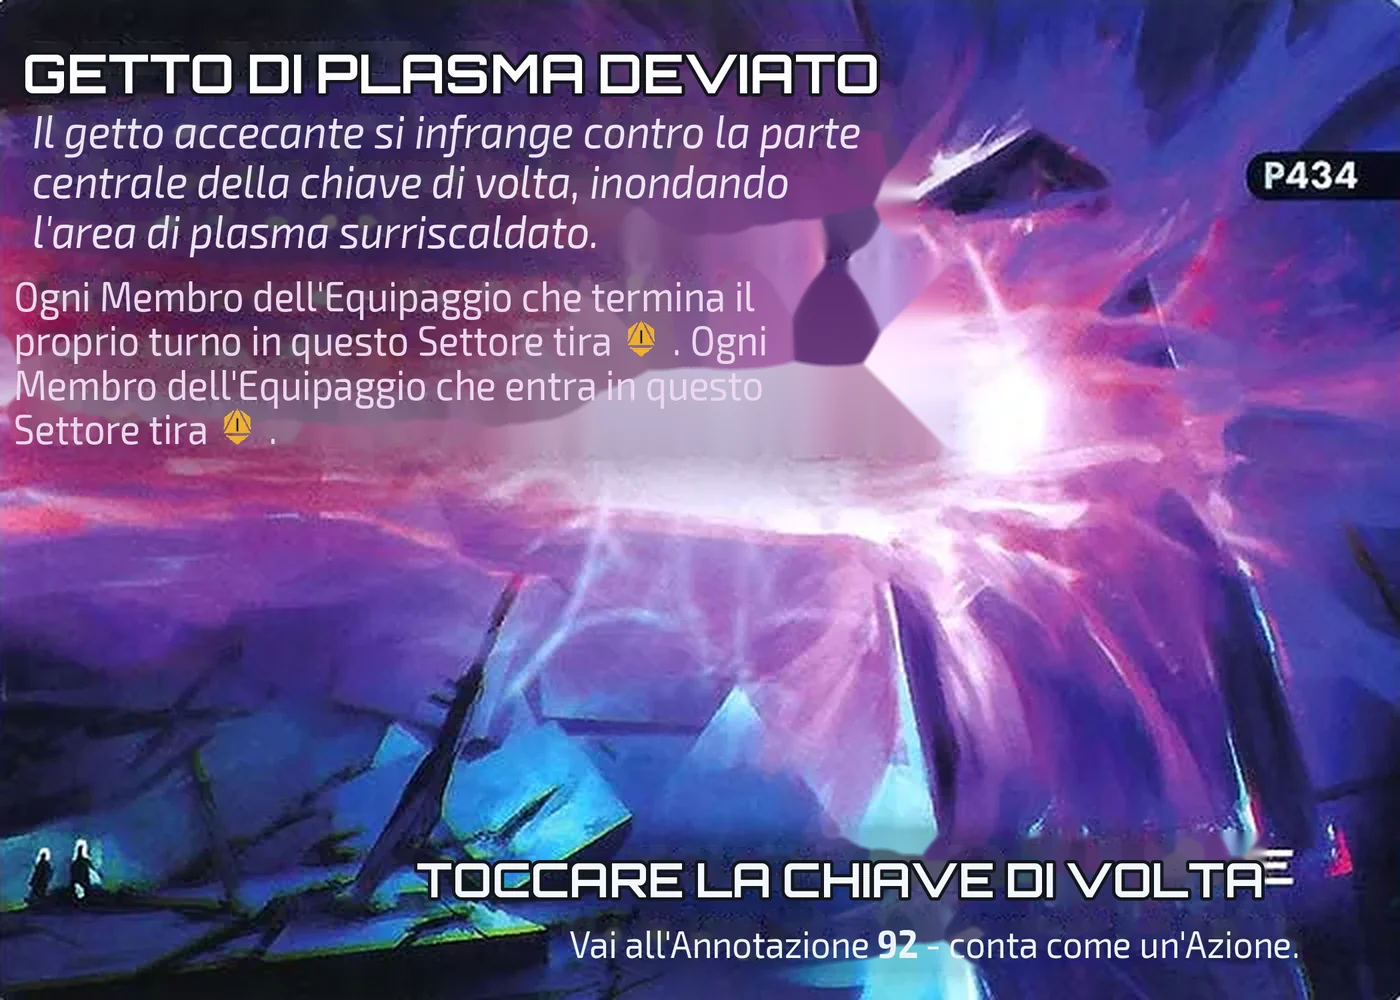 GETTO DI PLASMA DEVIATO
Il getto accecante si infrange contro la parte
centrale della chiave di volta, inondando
l'area di plasma surriscaldato.
P434
Ogni Membro dell'Equipaggio che termina il
proprio turno in questo Settore tira . Ogni
Membro dell'Equipaggio che entra in questo
Settore tira .
TOCCARE LA CHIAVE DI VOLTA
Vai all'Annotazione 92 - conta come un'Azione.